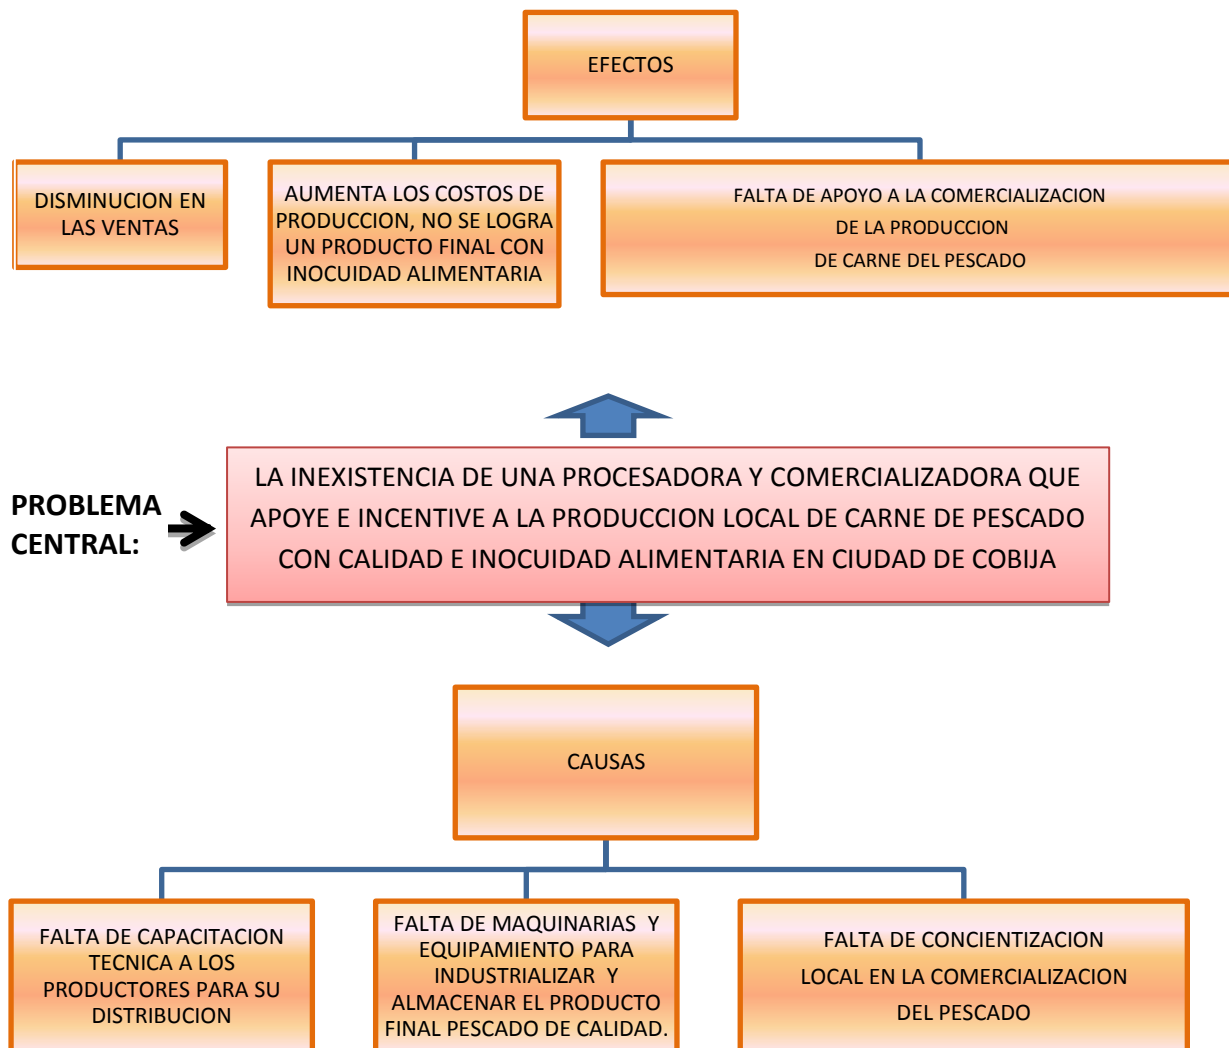 EFECTOS
DISMINUCION EN
LAS VENTAS
AUMENTA LOS COSTOS DE
PRODUCCION, NO SE LOGRA
UN PRODUCTO FINAL CON
INOCUIDAD ALIMENTARIA
FALTA DE APOYO A LA COMERCIALIZACION
DE LA PRODUCCION
DE CARNE DEL PESCADO
PROBLEMA
CENTRAL:
LA INEXISTENCIA DE UNA PROCESADORA Y COMERCIALIZADORA QUE
APOYE E INCENTIVE A LA PRODUCCION LOCAL DE CARNE DE PESCADO
CON CALIDAD E INOCUIDAD ALIMENTARIA EN CIUDAD DE COBIJA
CAUSAS
FALTA DE CAPACITACION
TECNICA A LOS
PRODUCTORES PARA SU
DISTRIBUCION
FALTA DE MAQUINARIAS Y
EQUIPAMIENTO PARA
INDUSTRIALIZAR Y
ALMACENAR EL PRODUCTO
FINAL PESCADO DE CALIDAD.
FALTA DE CONCIENTIZACION
LOCAL EN LA COMERCIALIZACION
DEL PESCADO